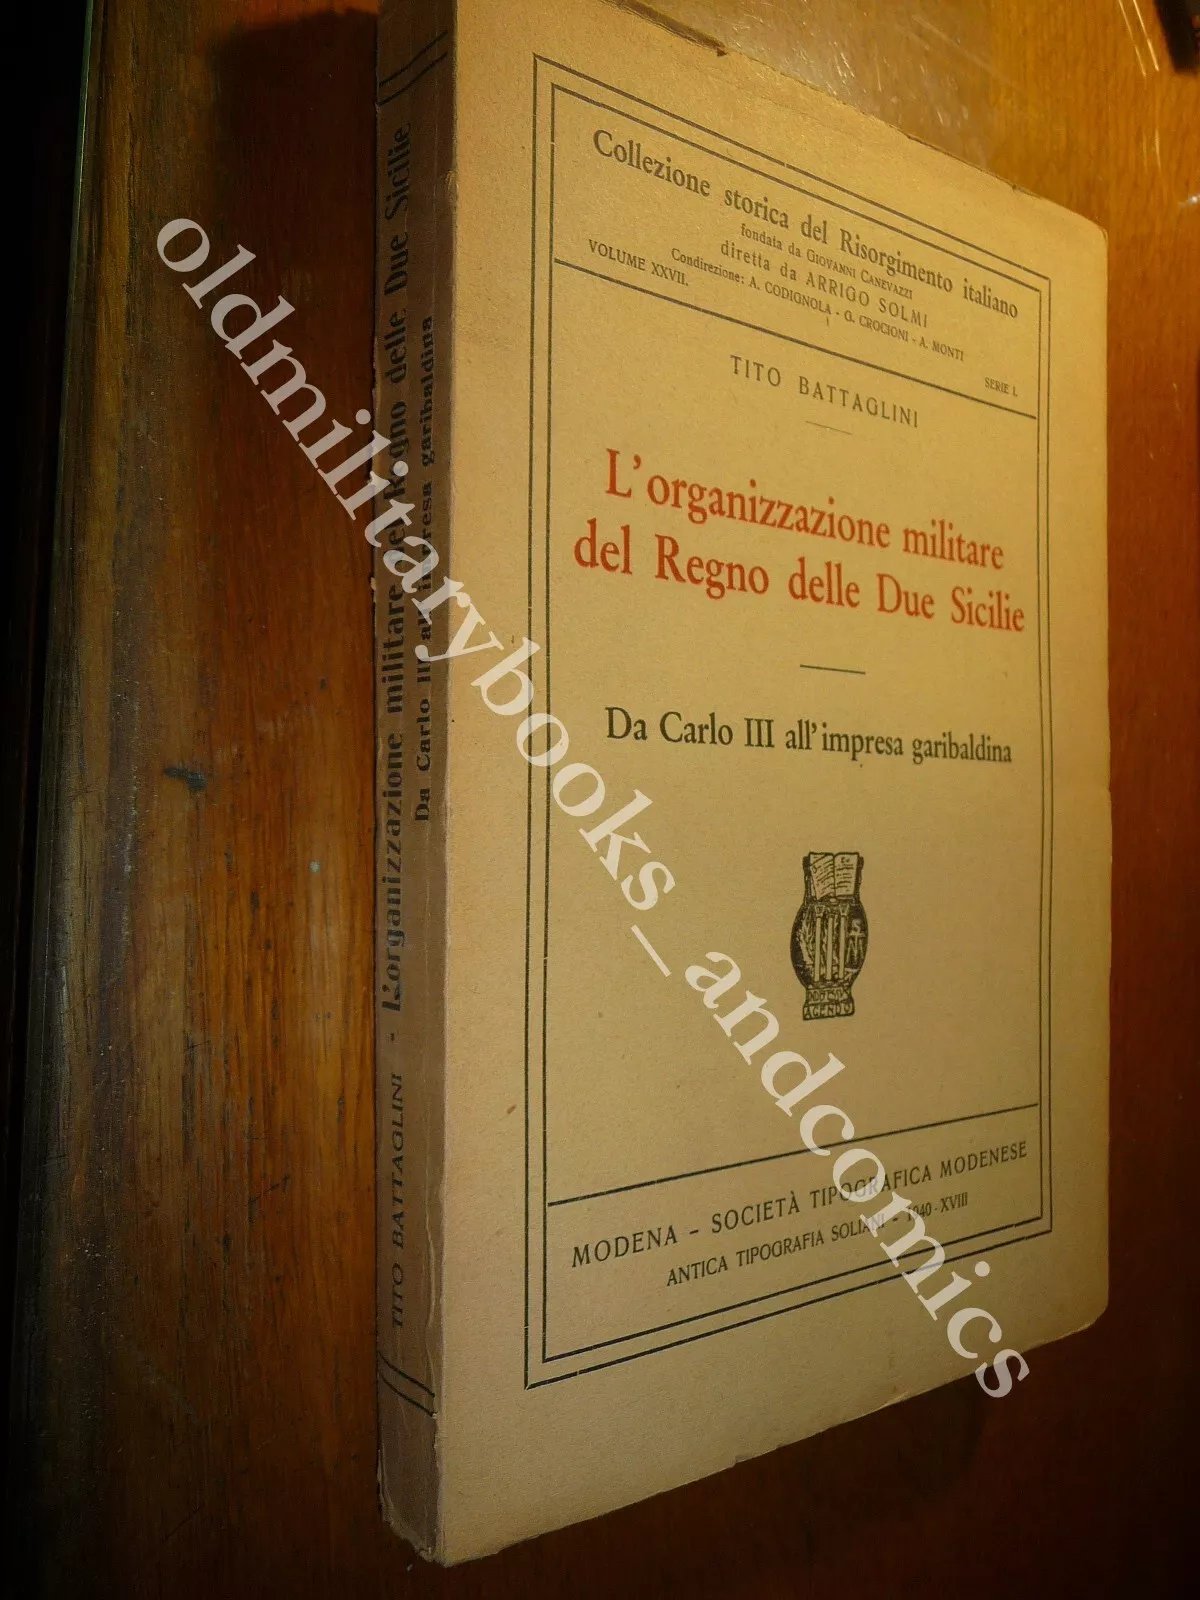 Collezione storica del Risorgimento italiano
fondata da GIOVANNI CANEVAZZI
diretta da ARRIGO SOLMI
Condirezione: A. CODIGNOLA - G. CROCIONI - A. MONTI
VOLUME XXVII.
SERIE I.
TITO BATTAGLINI
L'organizzazione militare
del Regno delle Due Sicilie
Da Carlo III all'impresa garibaldina
AGENDO
MODENA - SOCIETÀ TIPOGRAFICA MODENESE
ANTICA TIPOGRAFIA SOLIANI - 1940-XVIII
TITO BATTAGLINI - L'organizzazione militare del Regno delle Due Sicilie
Da Carlo III all'impresa garibaldina
oldmilitarybooks_andcomics